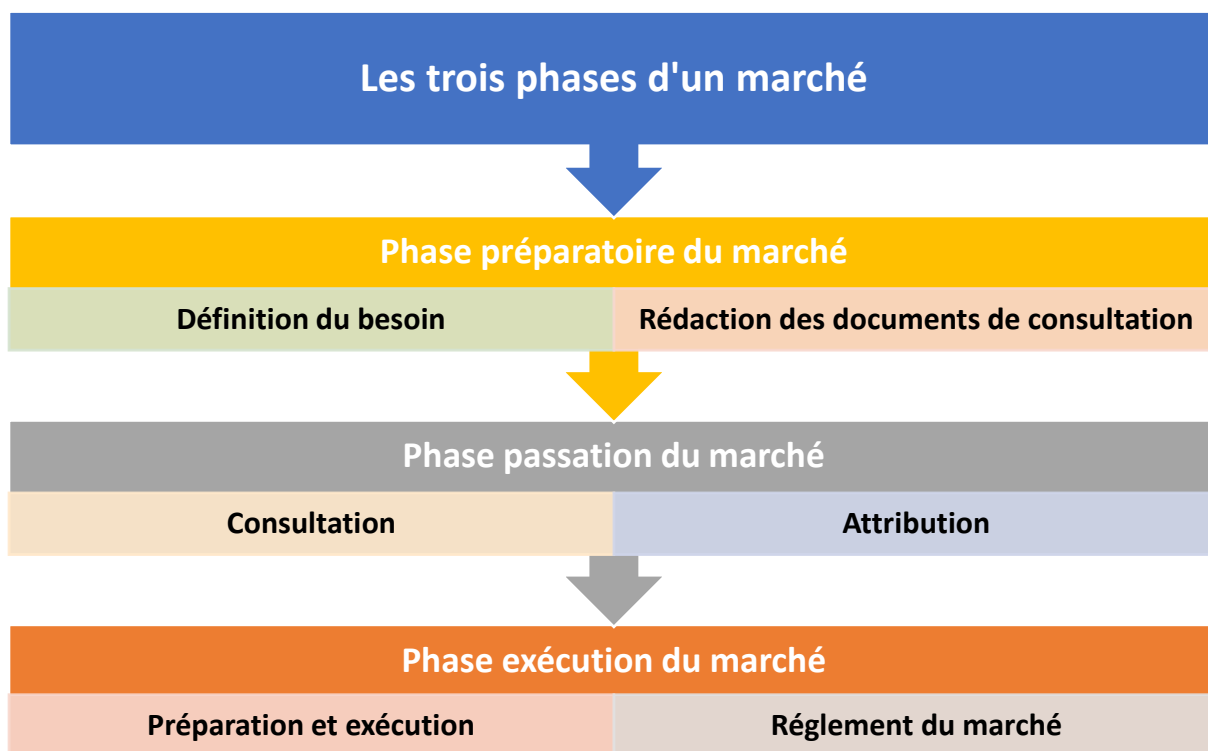 Les trois phases d'un marché
Phase préparatoire du marché
Définition du besoin
Rédaction des documents de consultation
Phase passation du marché
Consultation
Attribution
Phase exécution du marché
Préparation et exécution
Réglement du marché